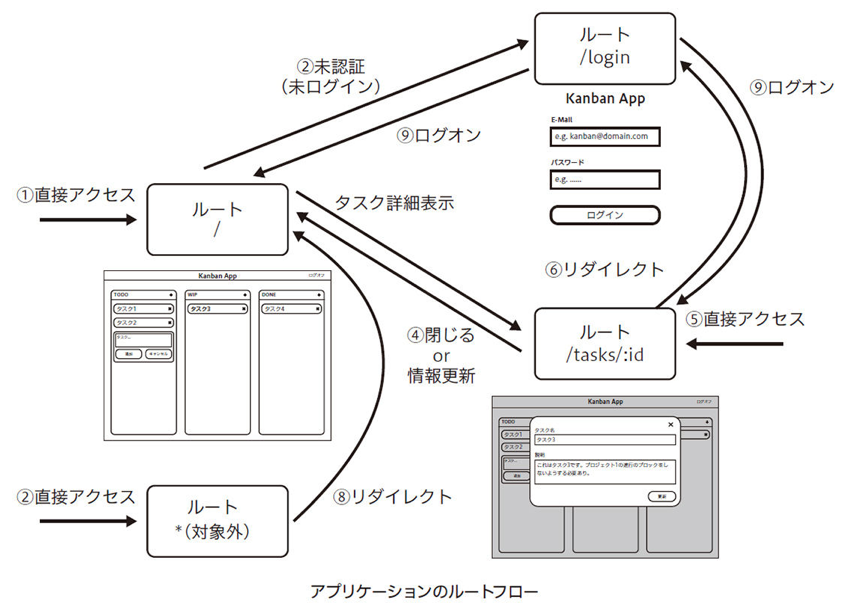 ルート
/login
②未認証
(未ログイン)
⑨ログオン
⑨ログオン
Kanban App
E-Mail
e.g. kanban@domain.com
パスワード
e.g. ......
ログイン
①直接アクセス
ルート
/
タスク詳細表示
Kanban App
ログオフ
TODO
WIP
DONE
タスク1
タスク3
タスク4
タスク2
キャンセル
⑥リダイレクト
④閉じる
or
情報更新
ルート
/tasks/:id
⑤直接アクセス
Kanban App
ログオフ
TODO
タスク1
タスク2
タスク名
タスク3
説明
これはタスク3です。プロジェクト1の進行のブロックをし
ないようする必要あり。
更新
②直接アクセス
ルート
*(対象外)
⑧リダイレクト
アプリケーションのルートフロー